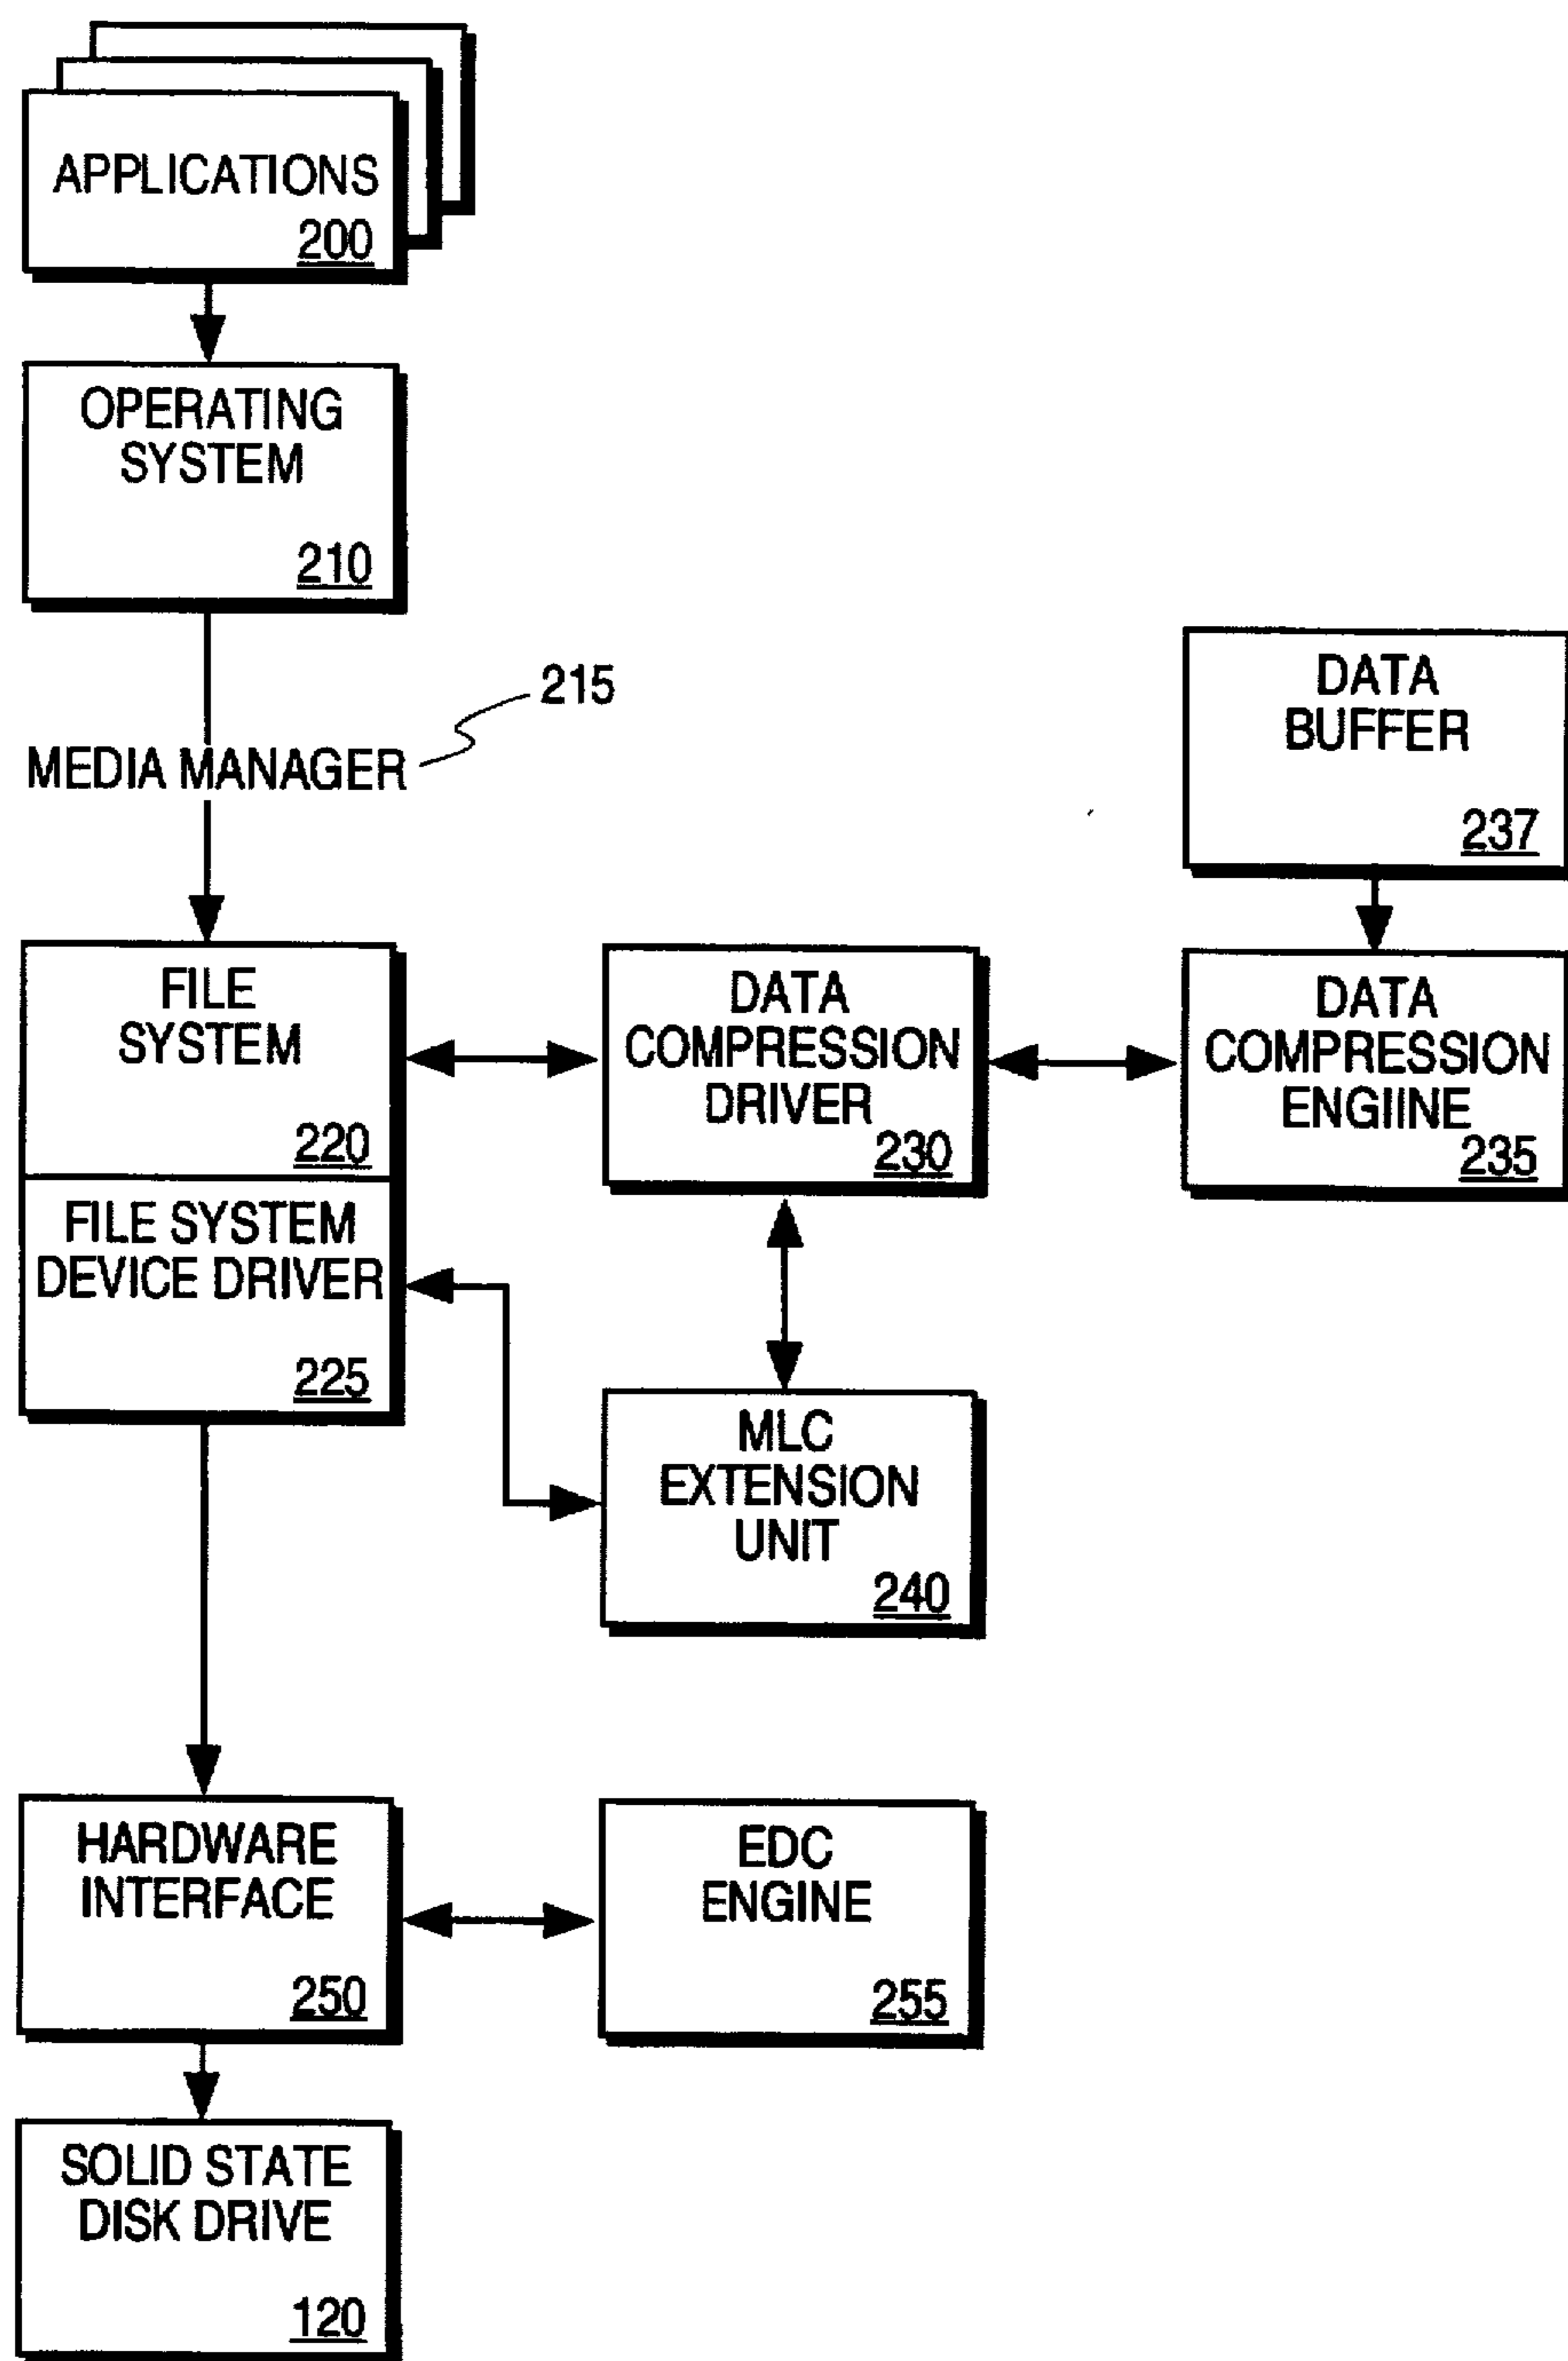 APPLICATIONS
200
OPERATING
SYSTEM
210
215
MEDIA MANAGER
DATA
BUFFER
237
FILE
SYSTEM
220
DATA
COMPRESSION
DRIVER
230
DATA
COMPRESSION
ENGIINE
235
FILE SYSTEM
DEVICE DRIVER
225
MLC
EXTENSION
UNIT
240
HARDWARE
INTERFACE
250
EDC
ENGINE
255
SOLID STATE
DISK DRIVE
120